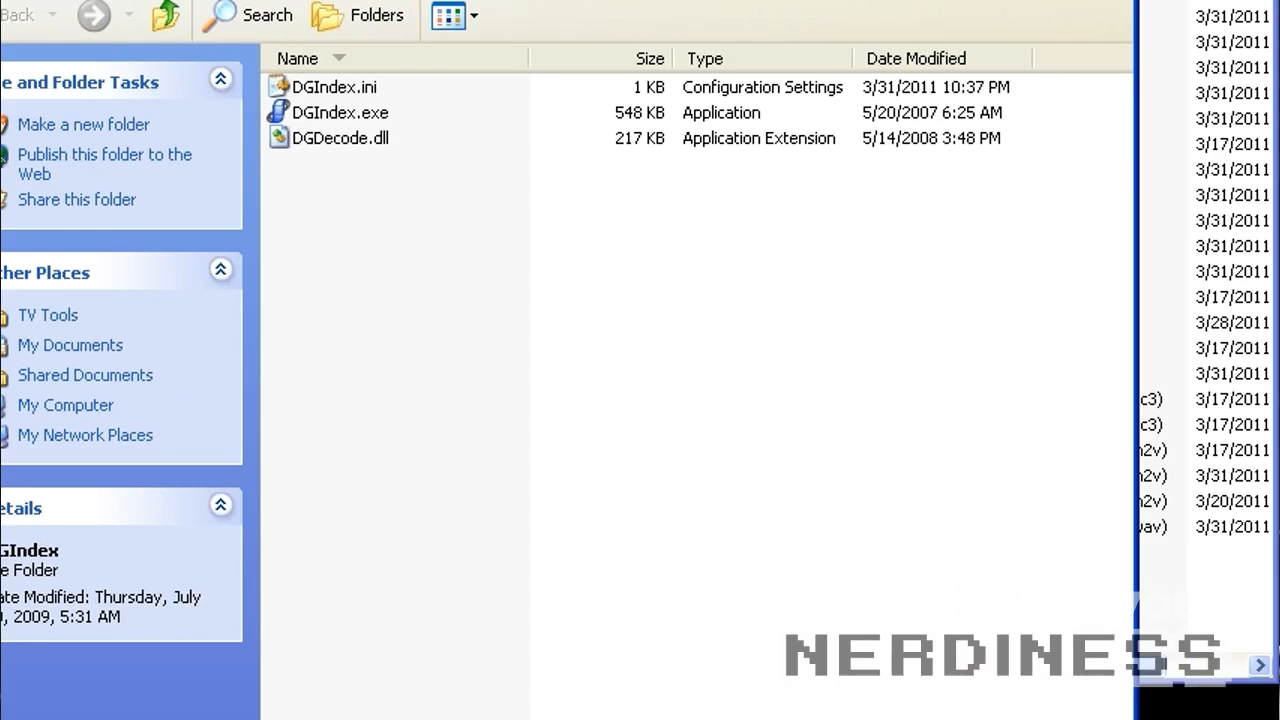 Back
Search
Folders
Name
Size
Type
Date Modified
DGIndex.ini 1 KB Configuration Settings 3/31/2011 10:37 PM
DGIndex.exe 548 KB Application 5/20/2007 6:25 AM
DGDecode.dll 217 KB Application Extension 5/14/2008 3:48 PM
e and Folder Tasks
Make a new folder
Publish this folder to the
Web
Share this folder
ther Places
TV Tools
My Documents
Shared Documents
My Computer
My Network Places
etails
GIndex
e Folder
ate Modified: Thursday, July
, 2009, 5:31 AM
3/31/2011
3/31/2011
3/31/2011
3/31/2011
3/31/2011
3/17/2011
3/31/2011
3/31/2011
3/31/2011
3/31/2011
3/31/2011
3/17/2011
3/28/2011
3/17/2011
3/31/2011
c3) 3/17/2011
c3) 3/17/2011
2v) 3/17/2011
2v) 3/31/2011
2v) 3/20/2011
av) 3/31/2011
NERDINESS